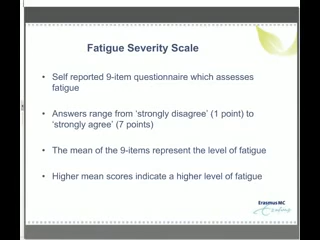 Fatigue Severity Scale
• Self reported 9-item questionnaire which assesses
fatigue
• Answers range from ‘strongly disagree’ (1 point) to
‘strongly agree’ (7 points)
• The mean of the 9-items represent the level of fatigue
• Higher mean scores indicate a higher level of fatigue
Erasmus MC